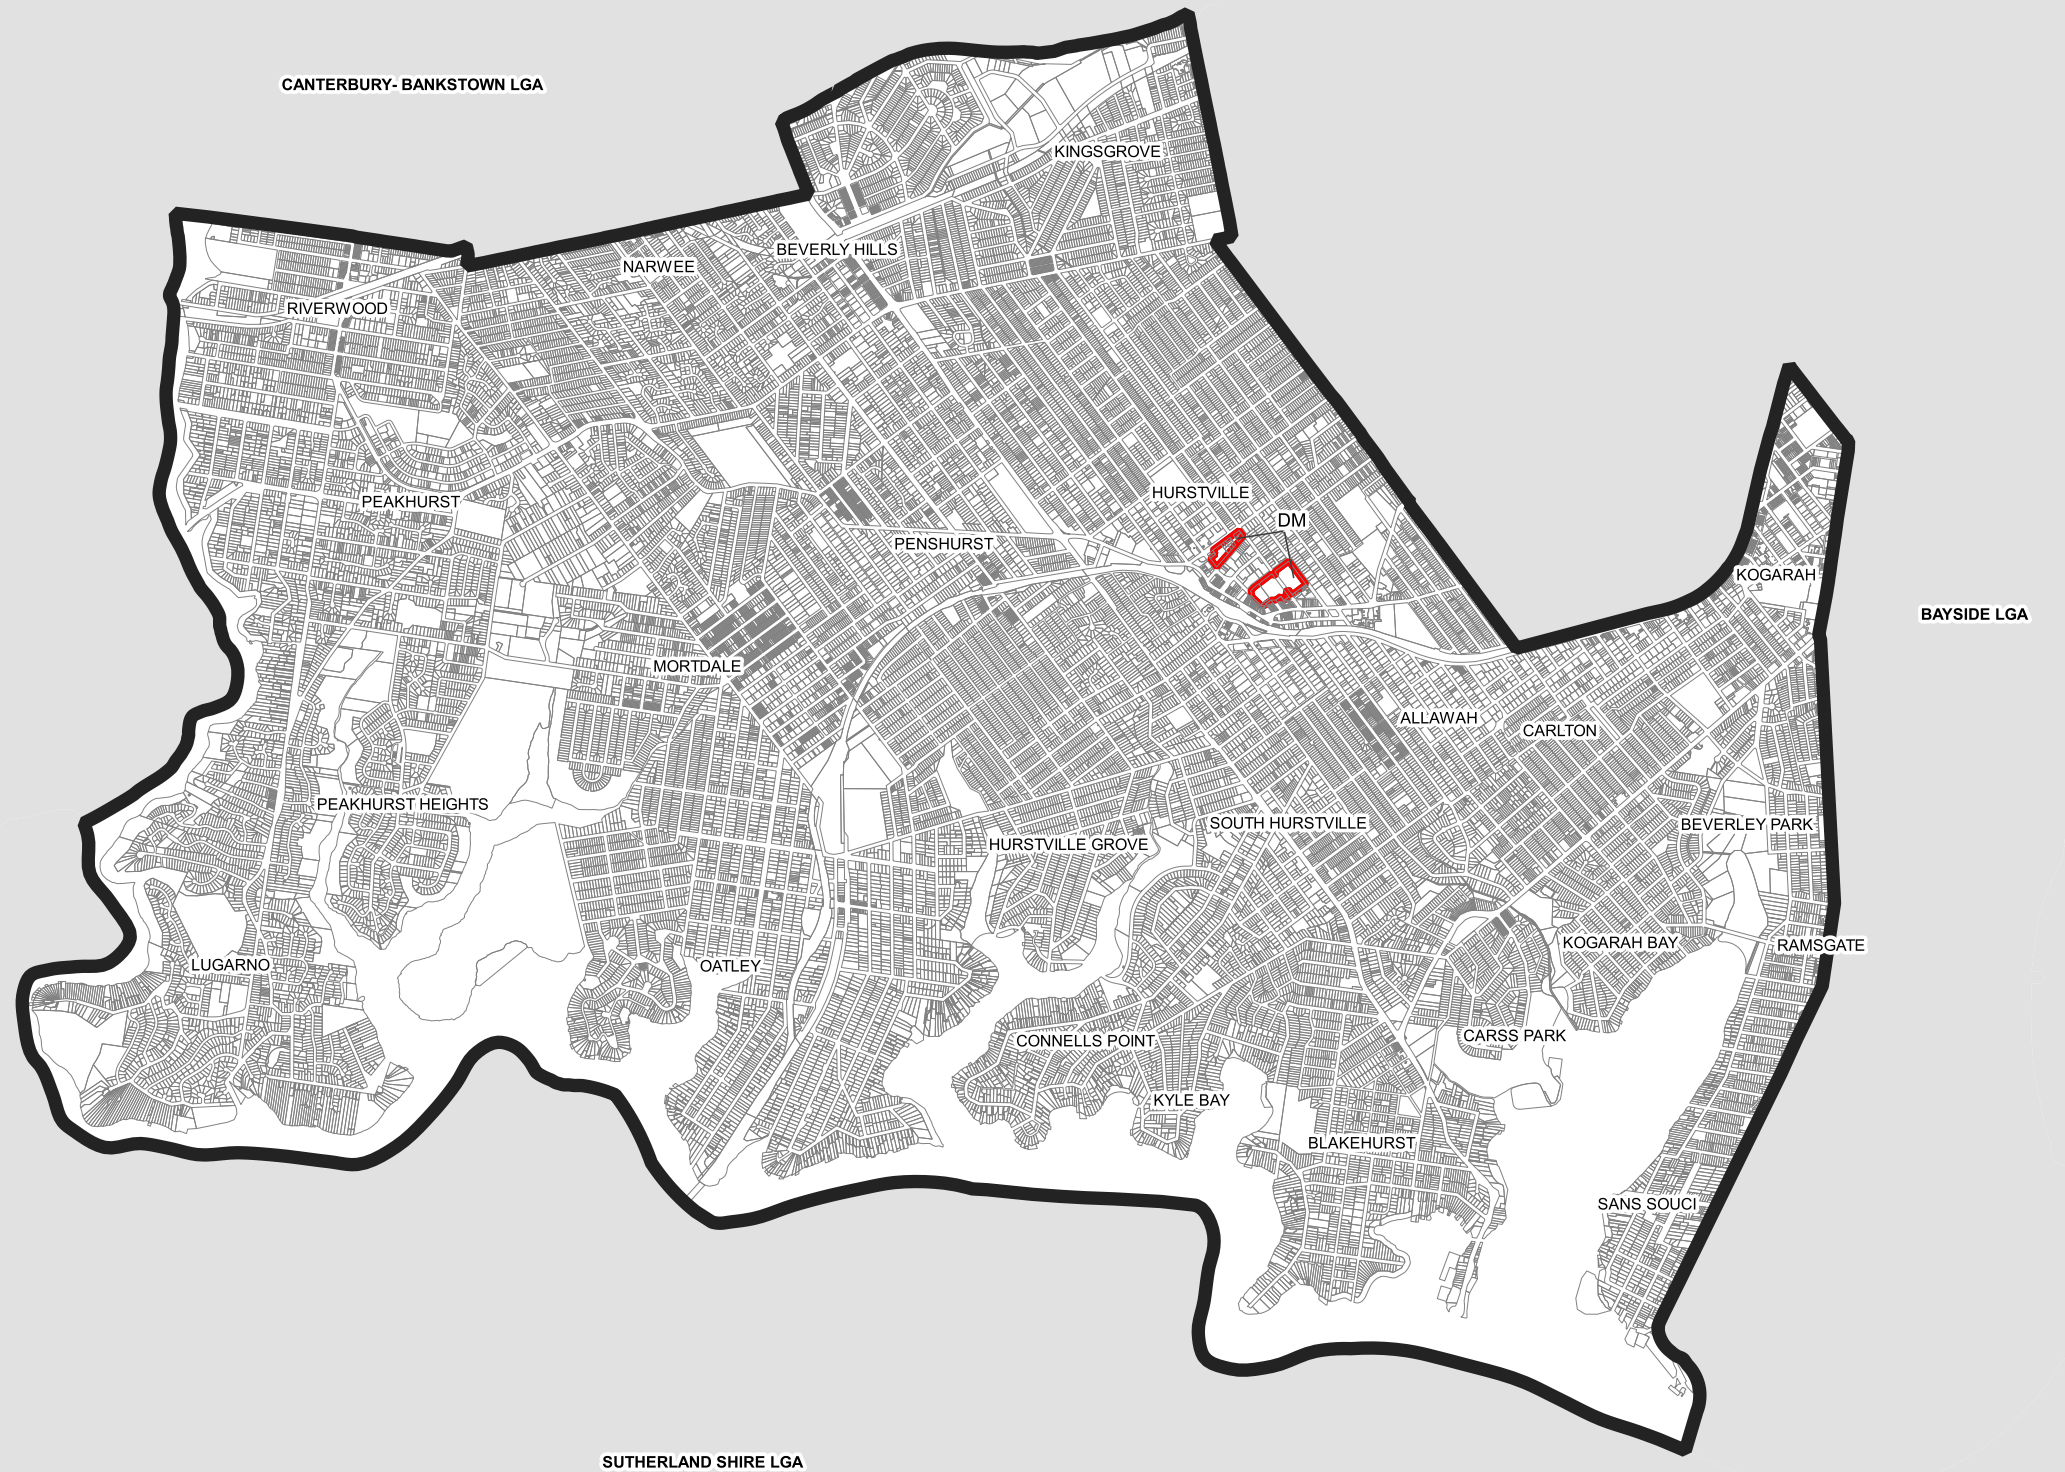 CANTERBURY- BANKSTOWN LGA
KINGSGROVE
BEVERLY HILLS
NARWEE
RIVERWOOD
HURSTVILLE
PEAKHURST
DM
PENSHURST
KOGARAH
BAYSIDE LGA
MORTDALE
ALLAWAH
CARLTON
PEAKHURST HEIGHTS
SOUTH HURSTVILLE
BEVERLEY PARK
HURSTVILLE GROVE
KOGARAH BAY
RAMSGATE
LUGARNO
OATLEY
CARSS PARK
CONNELLS POINT
KYLE BAY
BLAKEHURST
SANS SOUCI
SUTHERLAND SHIRE LGA